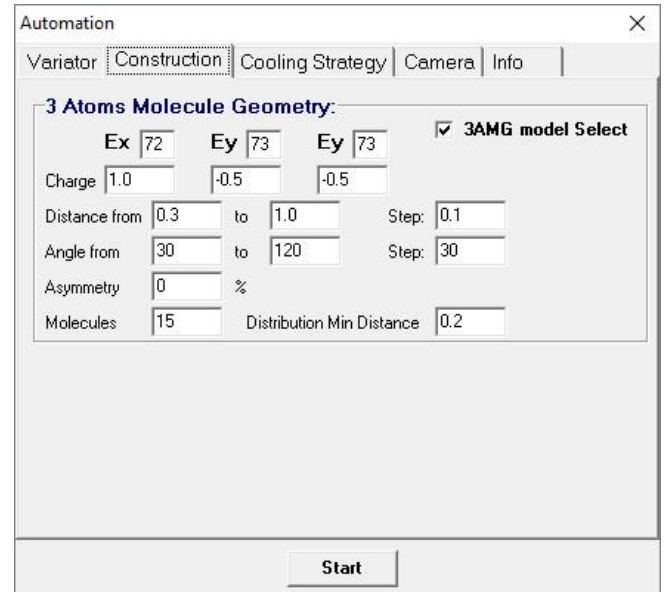 Automation
Variator Construction Cooling Strategy Camera Info
3 Atoms Molecule Geometry:
Ex 72 Ey 73 Ey 73 3AMG model Select
Charge 1.0 -0.5 -0.5
Distance from 0.3 to 1.0 Step: 0.1
Angle from 30 to 120 Step: 30
Asymmetry 0 %
Molecules 15 Distribution Min Distance 0.2
Start